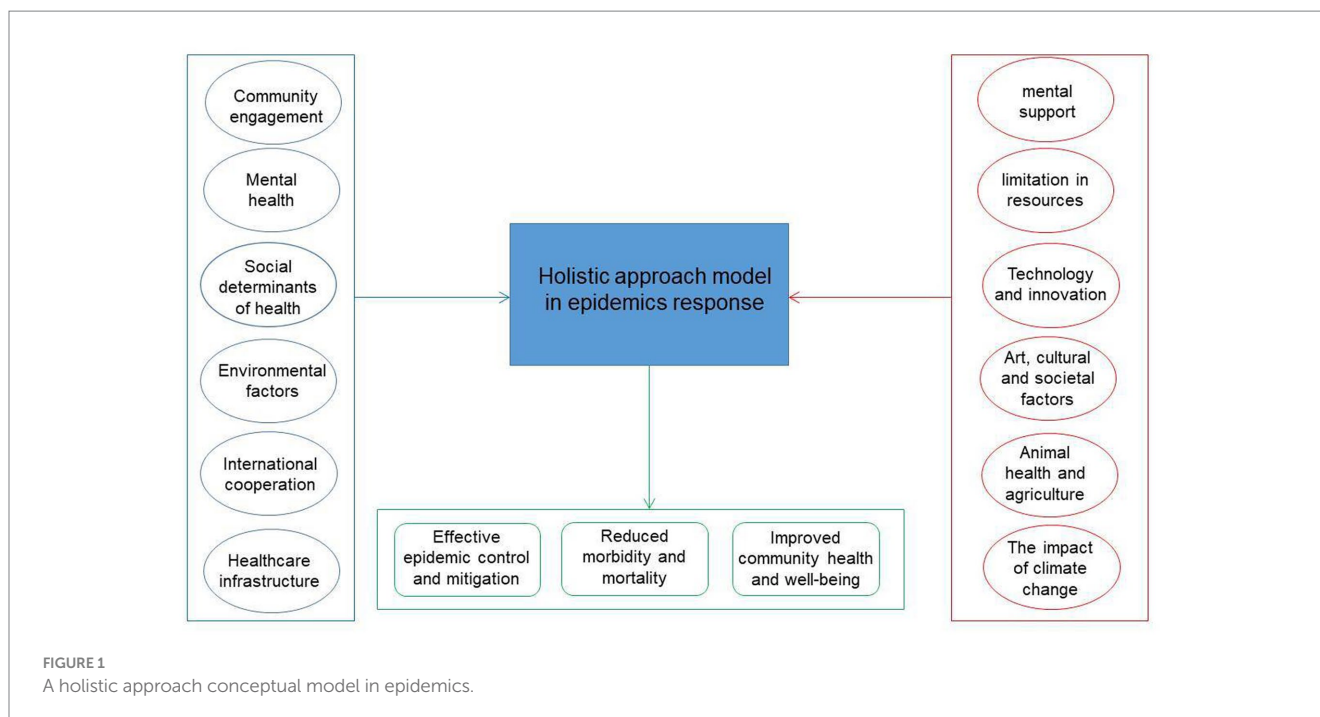 Community
engagement
Mental
health
Social
determinants
of health
Environmental
factors
International
cooperation
Healthcare
infrastructure
Holistic approach model
in epidemics response
Effective
epidemic control
and mitigation
Reduced
morbidity and
mortality
Improved
community health
and well-being
mental
support
limitation in
resources
Technology
and innovation
Art, cultural
and societal
factors
Animal
health and
agriculture
The impact
of climate
change
FIGURE 1
A holistic approach conceptual model in epidemics.